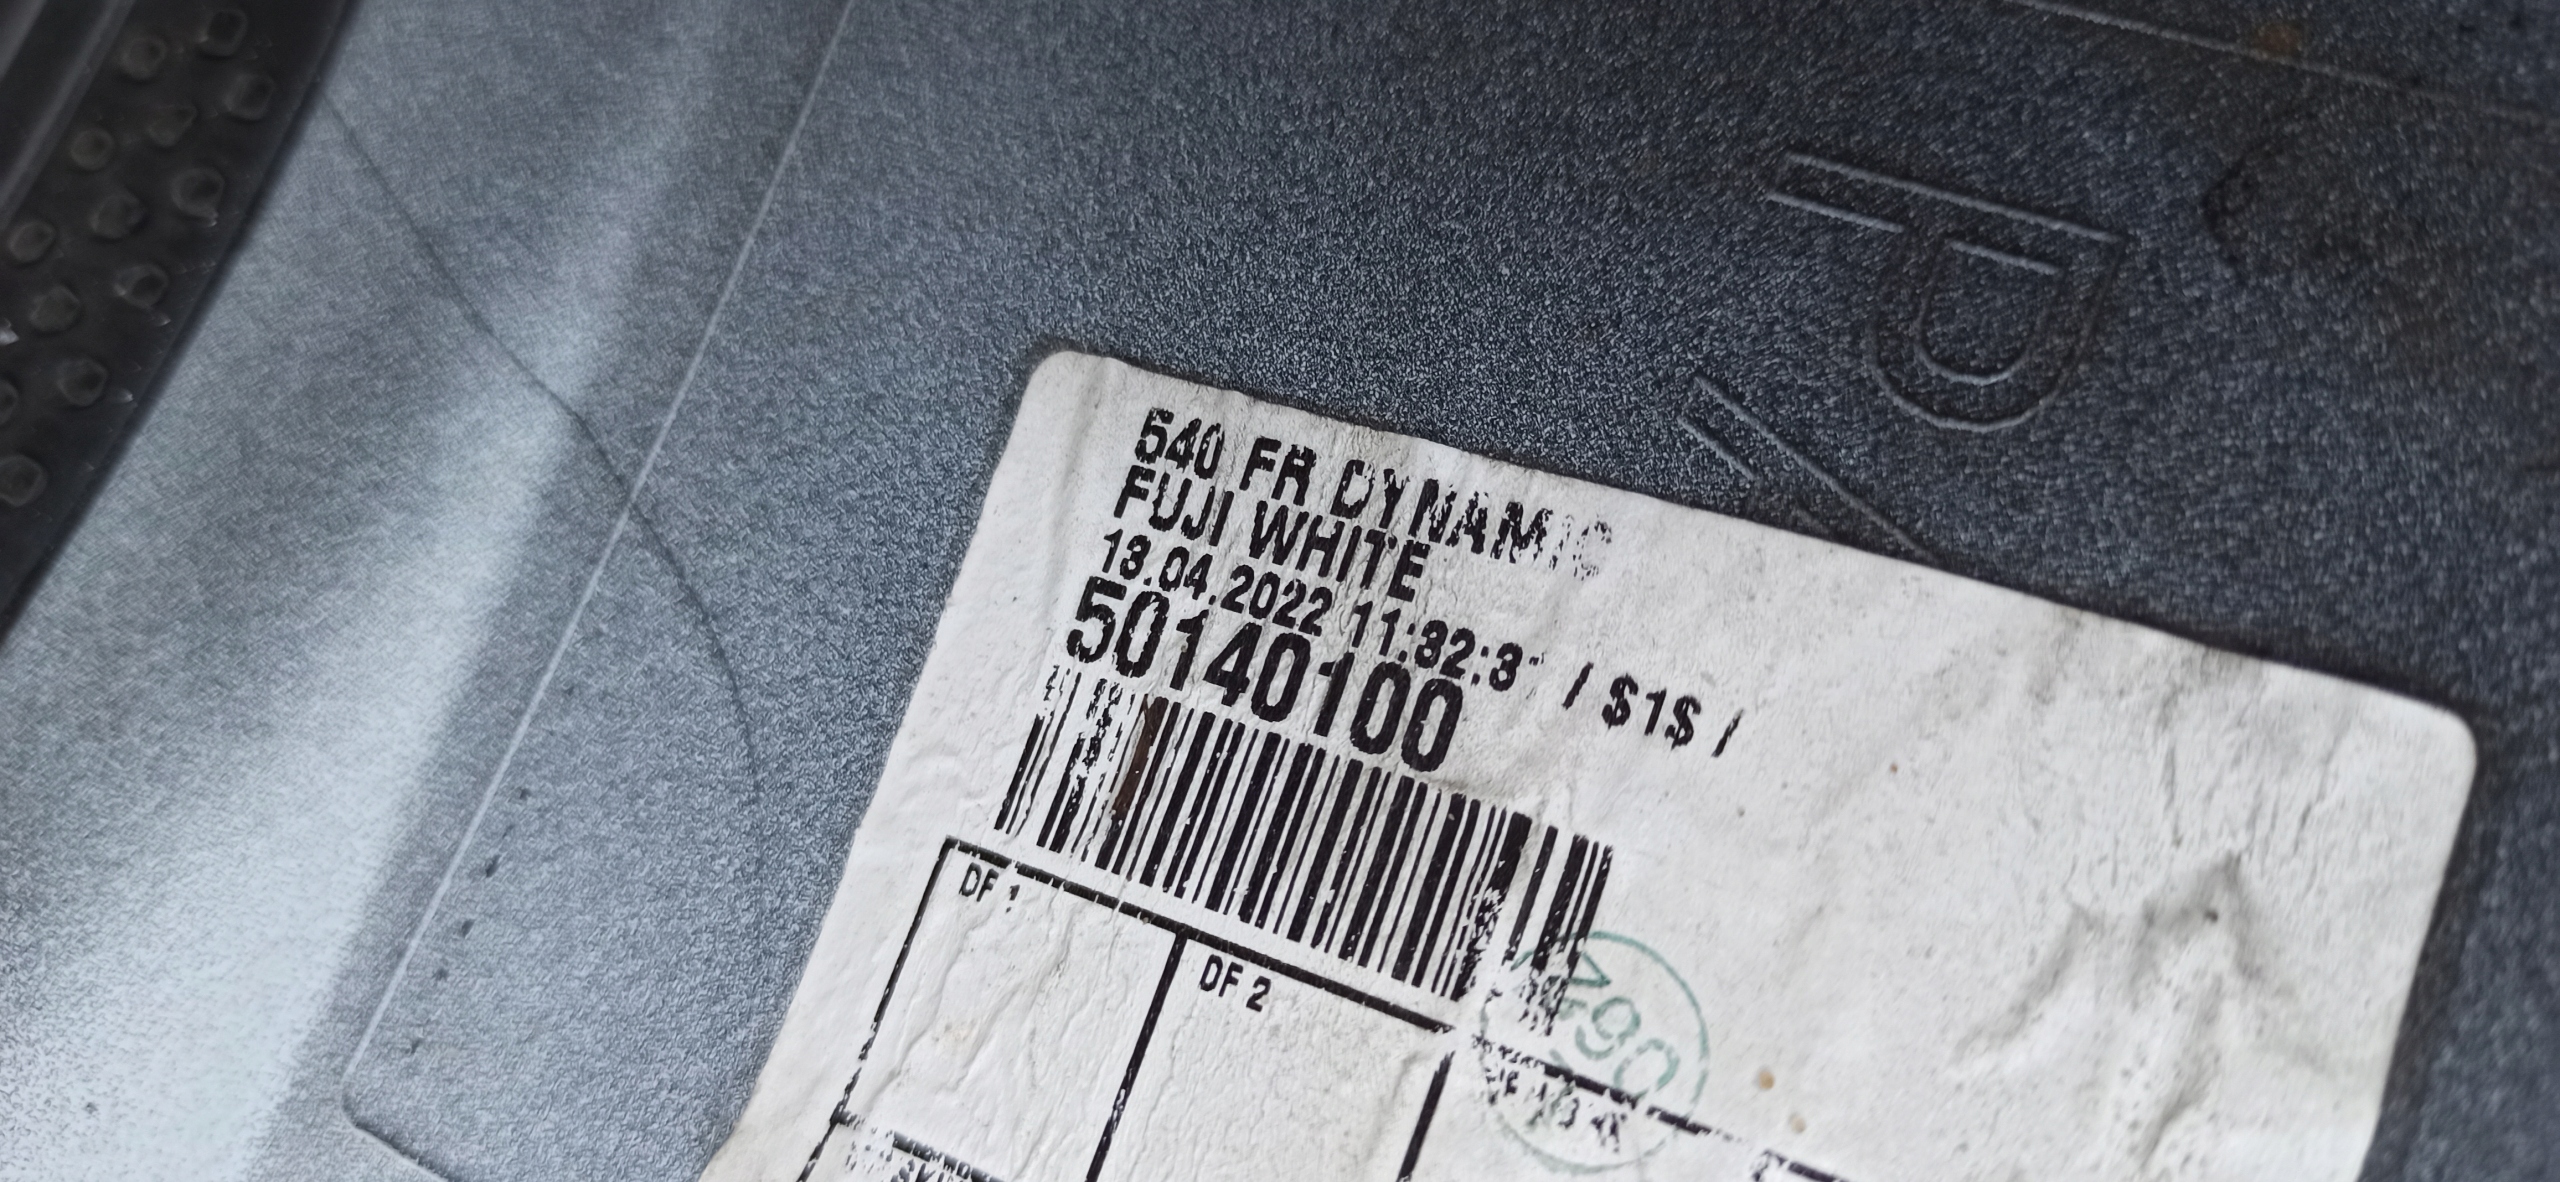 540 FR DYNAMIC
FUJI WHITE
13.04.2022 11:32:3 / $1$ /
50140100
DF 1
DF 2